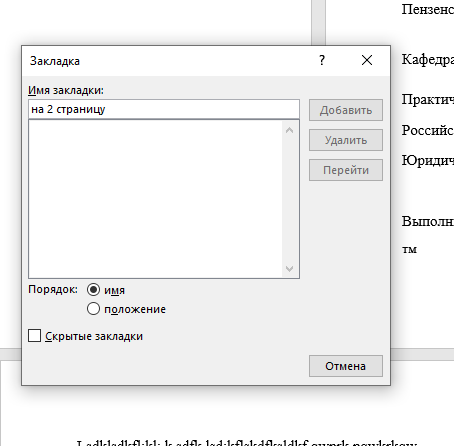 Пензенс
Закладка ?
Кафедра
Имя закладки:
на 2 страницу
Добавить
Практич
Удалить
Российс
Перейти
Юридич
Выполн
тм
Порядок: имя
положение
Скрытые закладки
Отмена